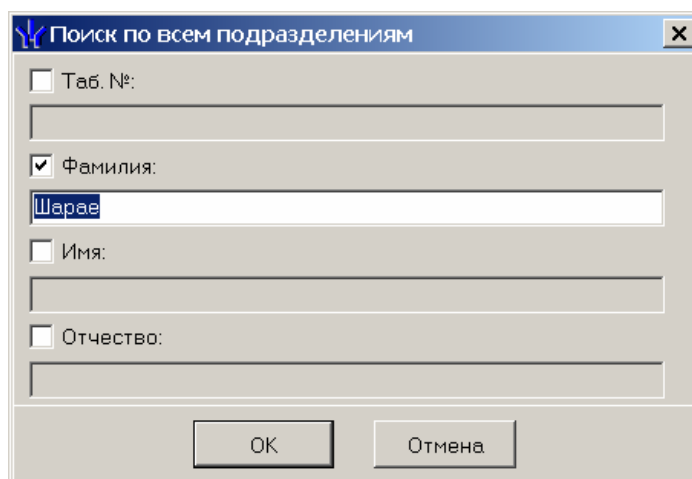 Поиск по всем подразделениям
Таб. №:
Фамилия:
Шарае
Имя:
Отчество:
OK
Отмена